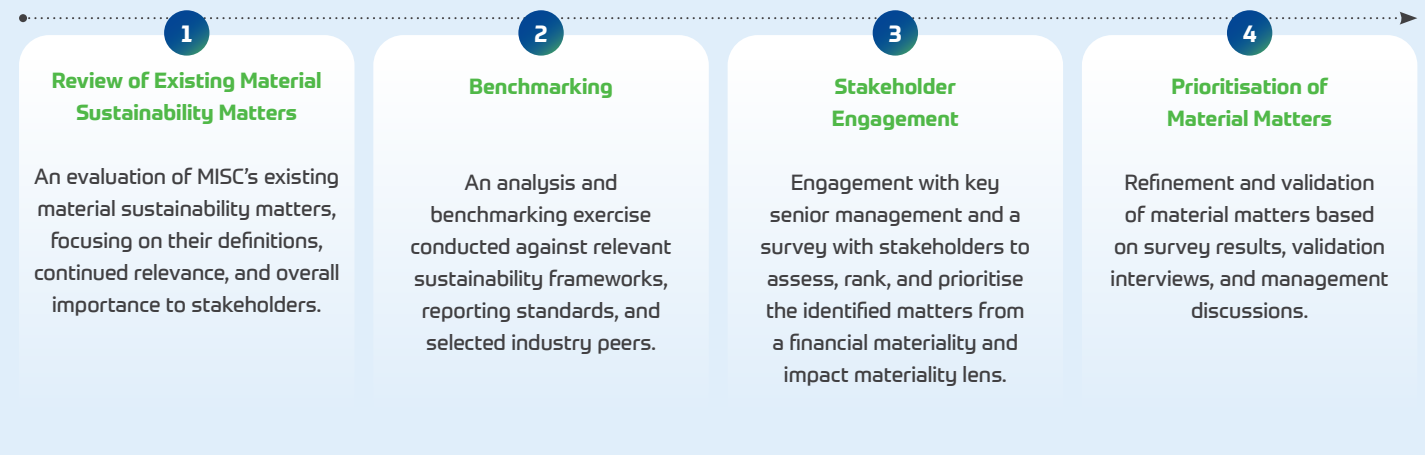 1
Review of Existing Material
Sustainability Matters
An evaluation of MISC's existing
material sustainability matters,
focusing on their definitions,
continued relevance, and overall
importance to stakeholders.
2
Benchmarking
An analysis and
benchmarking exercise
conducted against relevant
sustainability frameworks,
reporting standards, and
selected industry peers.
3
Stakeholder
Engagement
Engagement with key
senior management and a
survey with stakeholders to
assess, rank, and prioritise
the identified matters from
a financial materiality and
impact materiality lens.
4
Prioritisation of
Material Matters
Refinement and validation
of material matters based
on survey results, validation
interviews, and management
discussions.